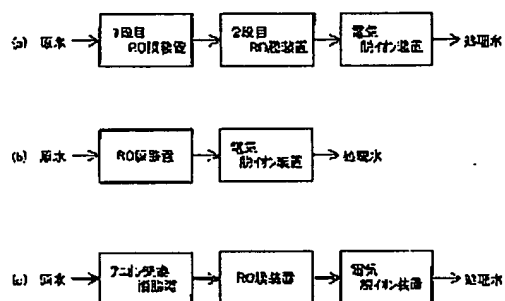 (a) 原水 → 1段目 RO膜装置 → 2段目 RO膜装置 → 電気 脱イオン装置 → 処理水
(b) 原水 → RO膜装置 → 電気 脱イオン装置 → 処理水
(c) 原水 → アニオン交換 樹脂塔 → RO膜装置 → 電気 脱イオン装置 → 処理水